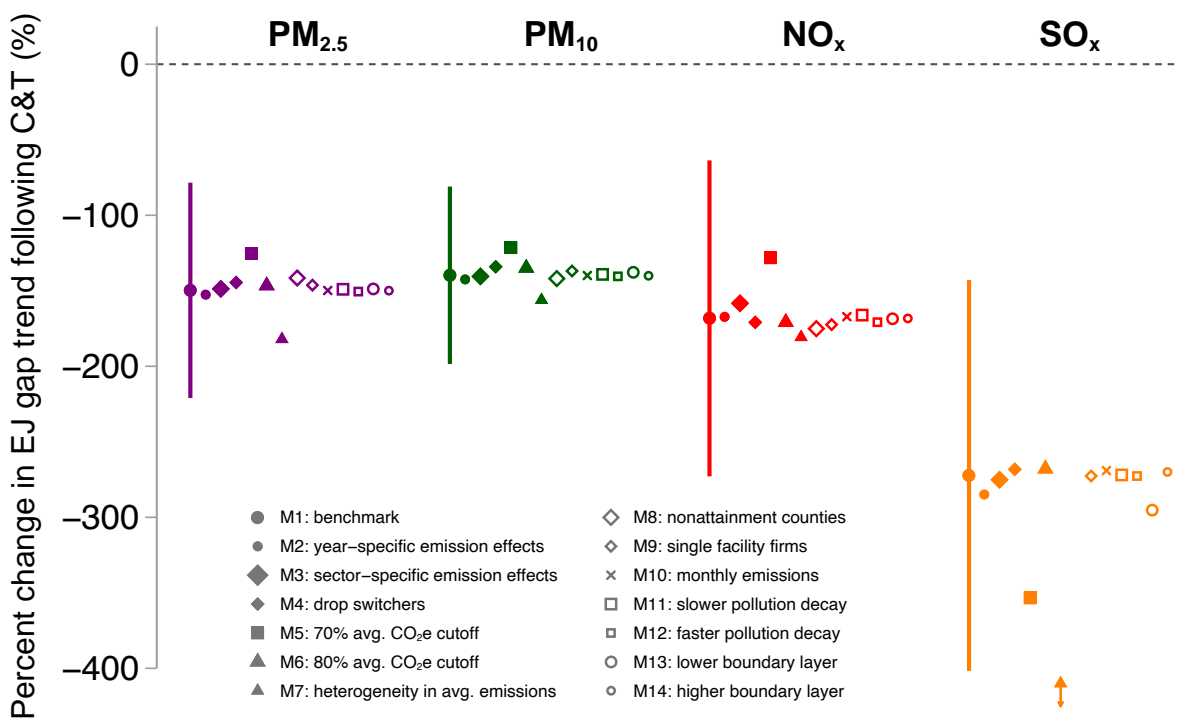 Percent change in EJ gap trend following C&T (%)
PM₂.₅ PM₁₀ NOₓ SOₓ
0
−100
−200
−300
−400
M1: benchmark
M2: year−specific emission effects
M3: sector−specific emission effects
M4: drop switchers
M5: 70% avg. CO₂e cutoff
M6: 80% avg. CO₂e cutoff
M7: heterogeneity in avg. emissions
M8: nonattainment counties
M9: single facility firms
M10: monthly emissions
M11: slower pollution decay
M12: faster pollution decay
M13: lower boundary layer
M14: higher boundary layer